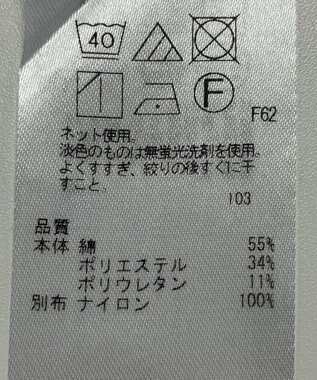 40
F
F62
ネット使用。
淡色のものは無蛍光洗剤を使用。
よくすすぎ、絞りの後すぐに干
すこと。
103
品質
本体 綿 55%
ポリエステル 34%
ポリウレタン 11%
別布 ナイロン 100%